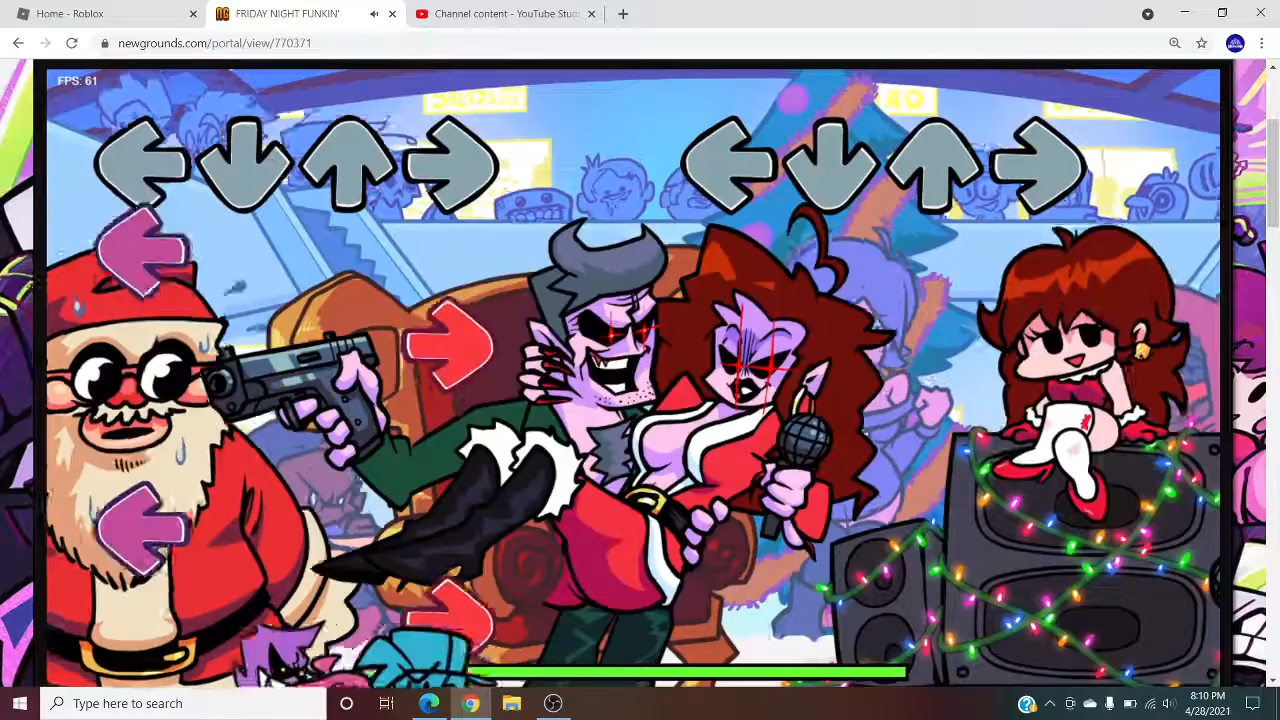 Home - Roblox
FRIDAY NIGHT FUNKIN'
Channel content - YouTube Stud
newgrounds.com/portal/view/770371
FPS: 61
Type here to search
8:10 PM
4/28/2021